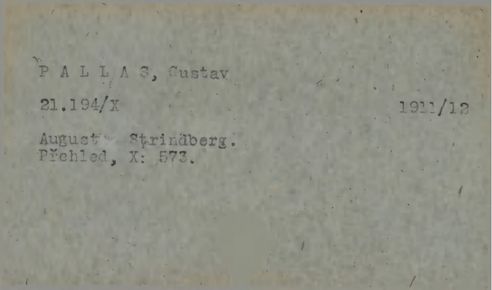 P A L L A S, Gustav
21.194/X 1911/12
August Strindberg.
Přehled, X: 573.